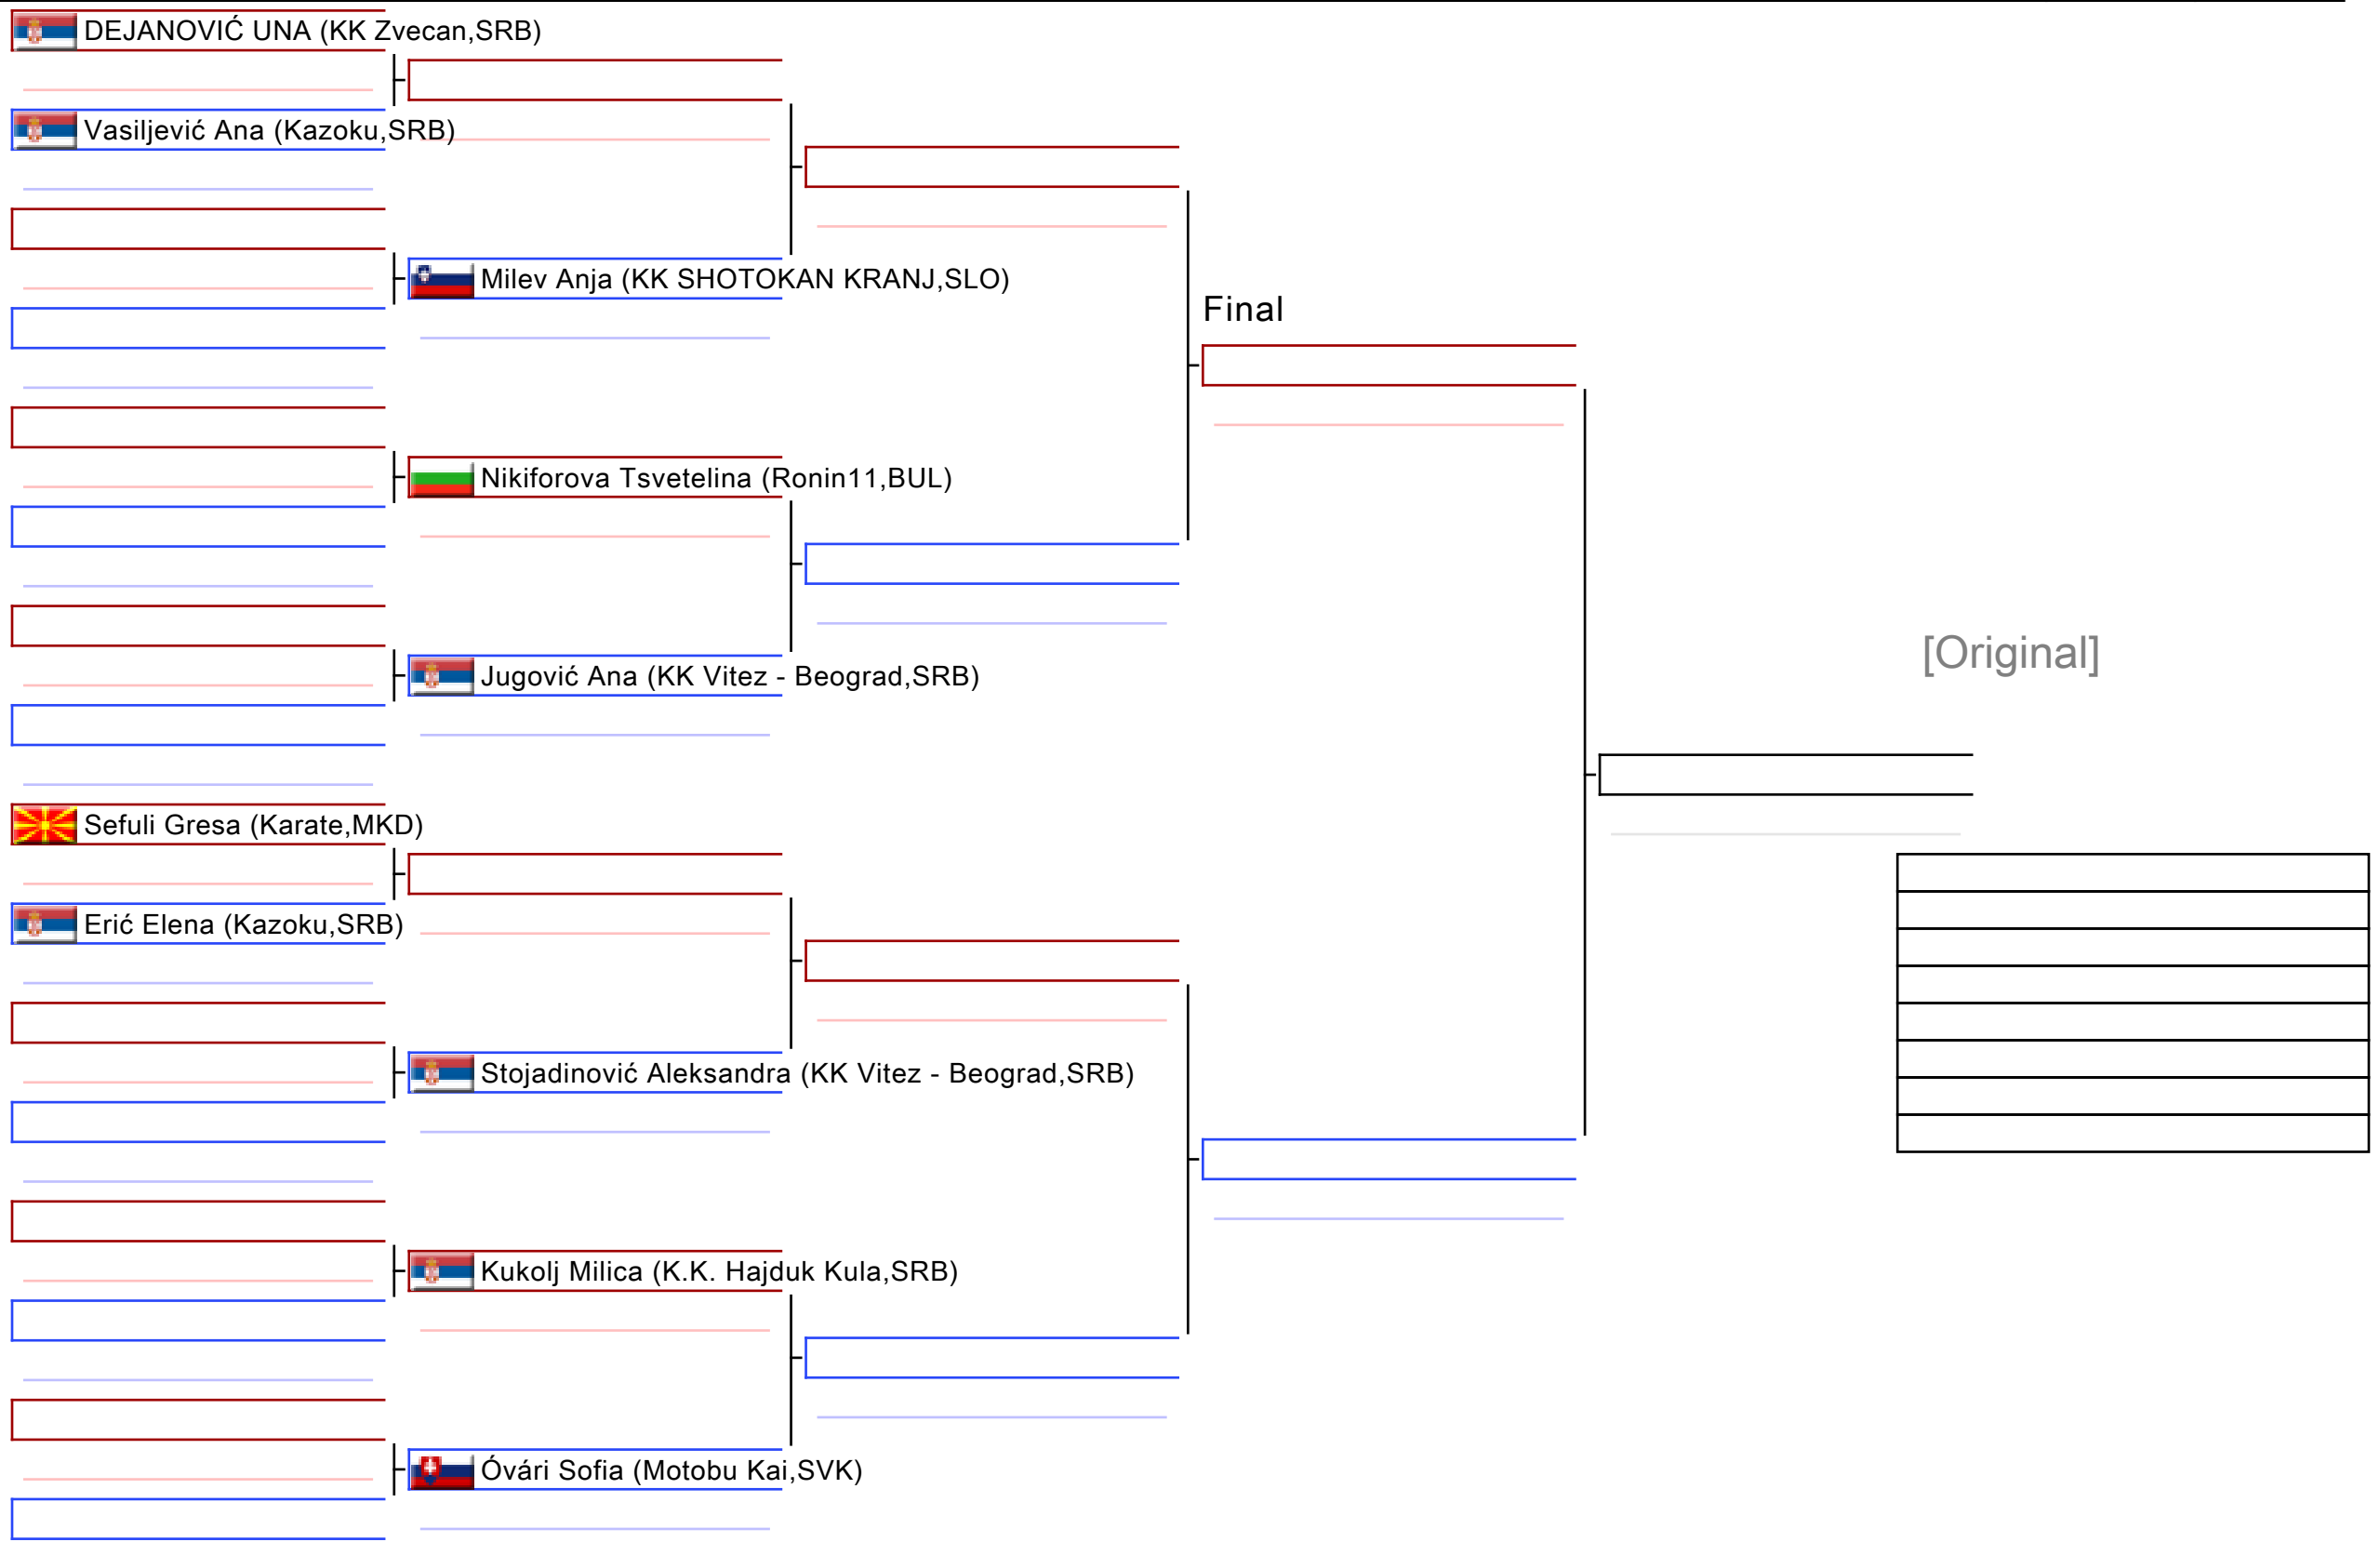 DEJANOVIĆ UNA (KK Zvecan,SRB)
Vasiljević Ana (Kazoku,SRB)
Milev Anja (KK SHOTOKAN KRANJ,SLO)
Final
Nikiforova Tsvetelina (Ronin11,BUL)
[Original]
Jugović Ana (KK Vitez - Beograd,SRB)
Sefuli Gresa (Karate,MKD)
Erić Elena (Kazoku,SRB)
Stojadinović Aleksandra (KK Vitez - Beograd,SRB)
Kukolj Milica (K.K. Hajduk Kula,SRB)
Óvári Sofia (Motobu Kai,SVK)